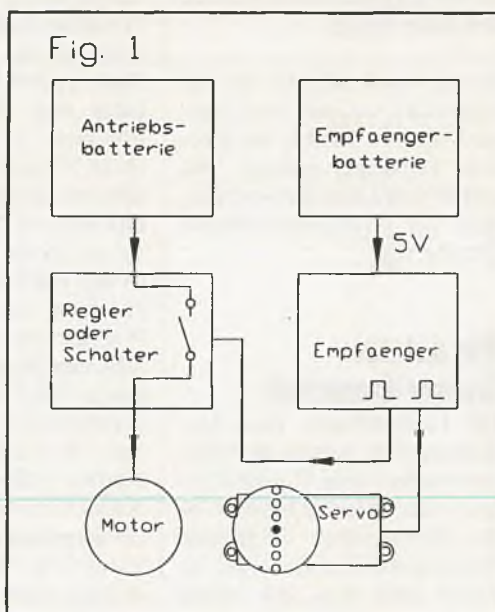 Fig. 1
Antriebs-
batterie
Empfaenger-
batterie
5V
Regler
oder
Schalter
Empfaenger
Motor
Servo